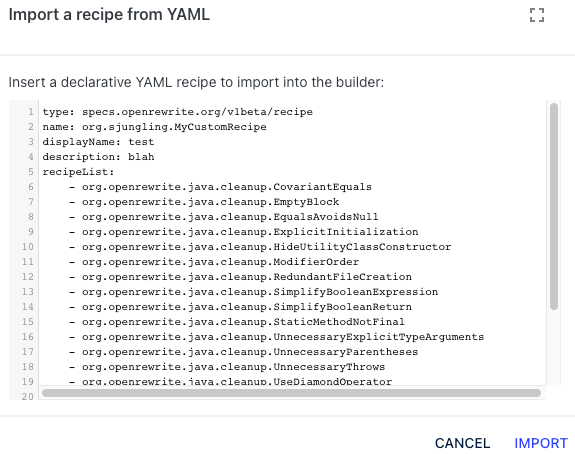 Import a recipe from YAML
Insert a declarative YAML recipe to import into the builder:
1 type: specs.openrewrite.org/v1beta/recipe
2 name: org.sjungling.MyCustomRecipe
3 displayName: test
4 description: blah
5 recipeList:
6     - org.openrewrite.java.cleanup.CovariantEquals
7     - org.openrewrite.java.cleanup.EmptyBlock
8     - org.openrewrite.java.cleanup.EqualsAvoidsNull
9     - org.openrewrite.java.cleanup.ExplicitInitialization
10     - org.openrewrite.java.cleanup.HideUtilityClassConstructor
11     - org.openrewrite.java.cleanup.ModifierOrder
12     - org.openrewrite.java.cleanup.RedundantFileCreation
13     - org.openrewrite.java.cleanup.SimplifyBooleanExpression
14     - org.openrewrite.java.cleanup.SimplifyBooleanReturn
15     - org.openrewrite.java.cleanup.StaticMethodNotFinal
16     - org.openrewrite.java.cleanup.UnnecessaryExplicitTypeArguments
17     - org.openrewrite.java.cleanup.UnnecessaryParentheses
18     - org.openrewrite.java.cleanup.UnnecessaryThrows
19     - org.openrewrite.java.cleanup.UseDiamondOperator
20
CANCEL IMPORT